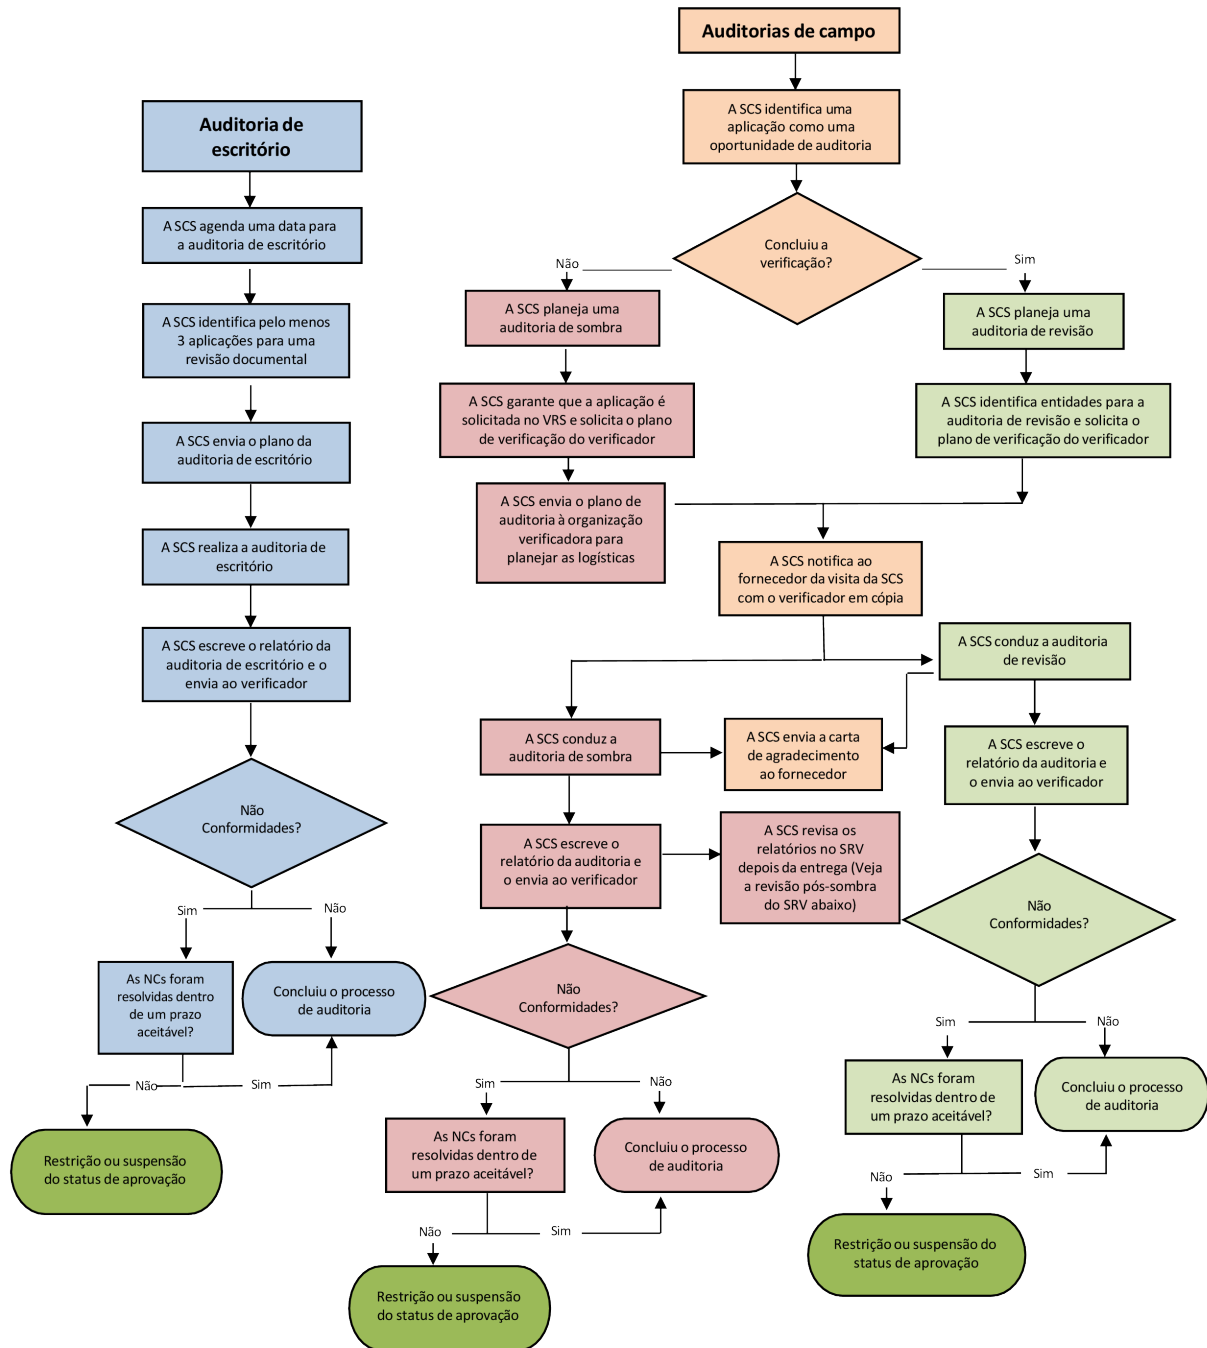 Auditorias de campo
A SCS identifica uma
aplicação como uma
oportunidade de auditoria
Auditoria de
escritório
A SCS agenda uma data para
a auditoria de escritório
Concluiu a
verificação?
Não
Sim
A SCS identifica pelo menos
3 aplicações para uma
revisão documental
A SCS planeja uma
auditoria de sombra
A SCS planeja uma
auditoria de revisão
A SCS garante que a aplicação é
solicitada no VRS e solicita o plano
de verificação do verificador
A SCS identifica entidades para a
auditoria de revisão e solicita o
plano de verificação do verificador
A SCS envia o plano da
auditoria de escritório
A SCS envia o plano de
auditoria à organização
verificadora para
planejar as logísticas
A SCS realiza a auditoria de
escritório
A SCS notifica ao
fornecedor da visita da SCS
com o verificador em cópia
A SCS escreve o relatório da
auditoria de escritório e o
envia ao verificador
A SCS conduz a auditoria
de revisão
A SCS conduz a
auditoria de sombra
A SCS envia a carta
de agradecimento
ao fornecedor
A SCS escreve o
relatório da auditoria e
o envia ao verificador
Não
Conformidades?
A SCS escreve o
relatório da auditoria e
o envia ao verificador
A SCS revisa os
relatórios no SRV
depois da entrega (Veja
a revisão pós-sombra
do SRV abaixo)
Não
Conformidades?
Sim
Não
As NCs foram
resolvidas dentro
de um prazo
aceitável?
Concluiu o processo
de auditoria
Não
Conformidades?
Sim
Não
Não
Sim
As NCs foram
resolvidas dentro de
um prazo aceitável?
Concluiu o processo
de auditoria
Sim
Não
Restrição ou suspensão
do status de aprovação
As NCs foram
resolvidas dentro de
um prazo aceitável?
Concluiu o processo
de auditoria
Não
Sim
Não
Sim
Restrição ou suspensão do
status de aprovação
Restrição ou suspensão
do status de aprovação